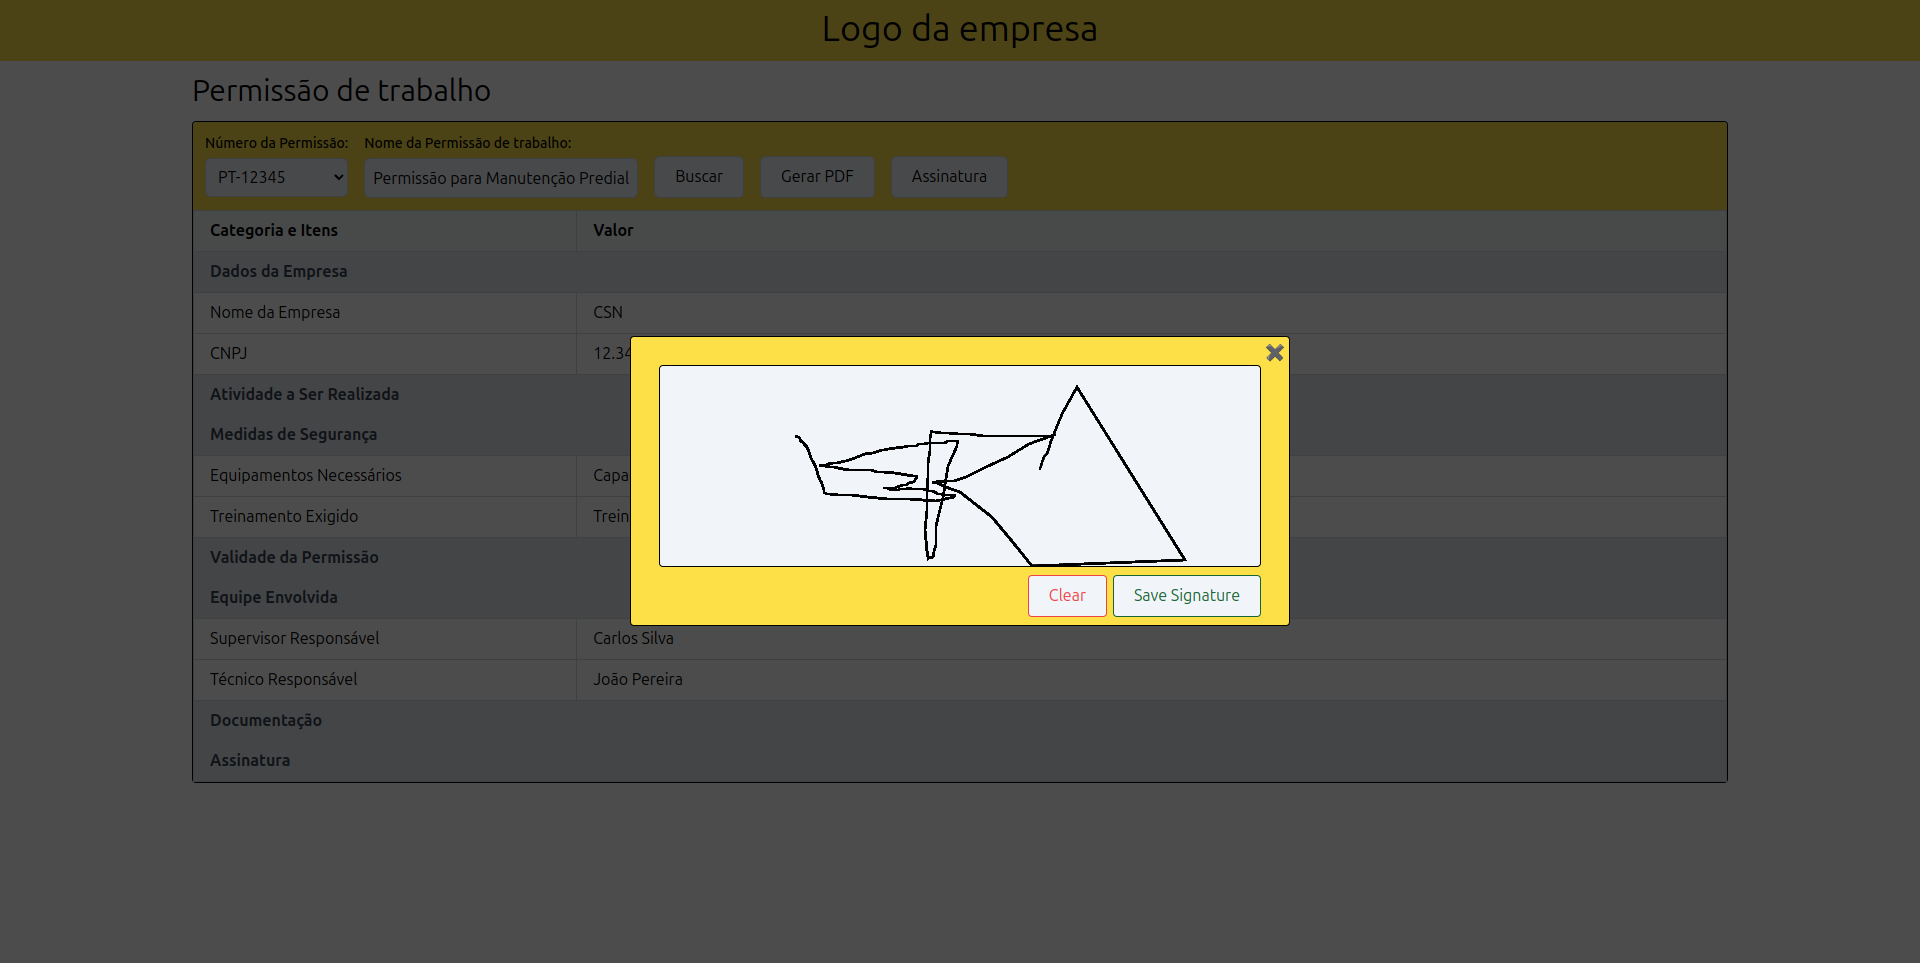 Logo da empresa
Permissão de trabalho
Número da Permissão: Nome da Permissão de trabalho:
PT-12345 Permissão para Manutenção Predial Buscar Gerar PDF Assinatura
Categoria e Itens Valor
Dados da Empresa
Nome da Empresa CSN
CNPJ 12.34
Atividade a Ser Realizada
Medidas de Segurança
Equipamentos Necessários Capa
Treinamento Exigido Trein
Validade da Permissão
Equipe Envolvida
Clear Save Signature
Supervisor Responsável Carlos Silva
Técnico Responsável João Pereira
Documentação
Assinatura